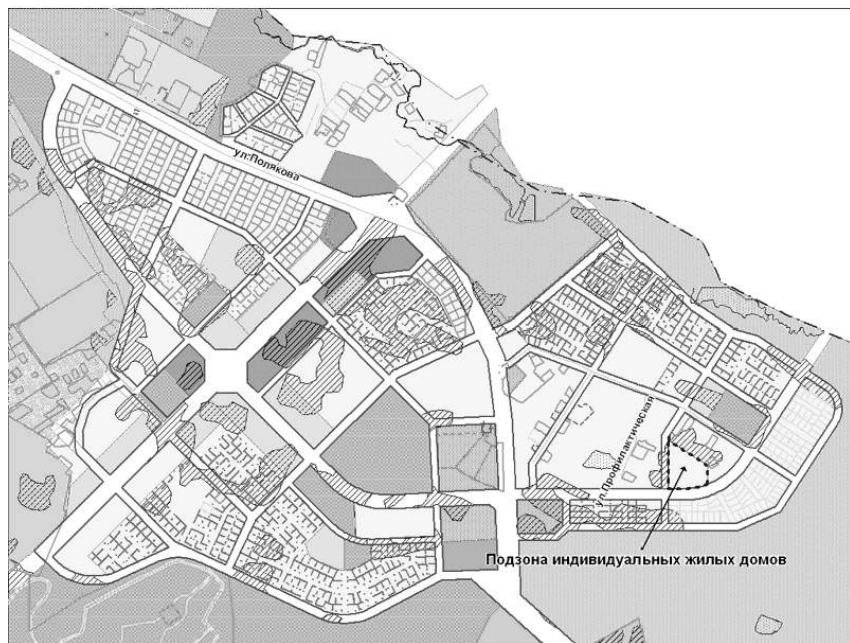 ул.Полякова
ул.Профилактическая
Подзона индивидуальных жилых домов